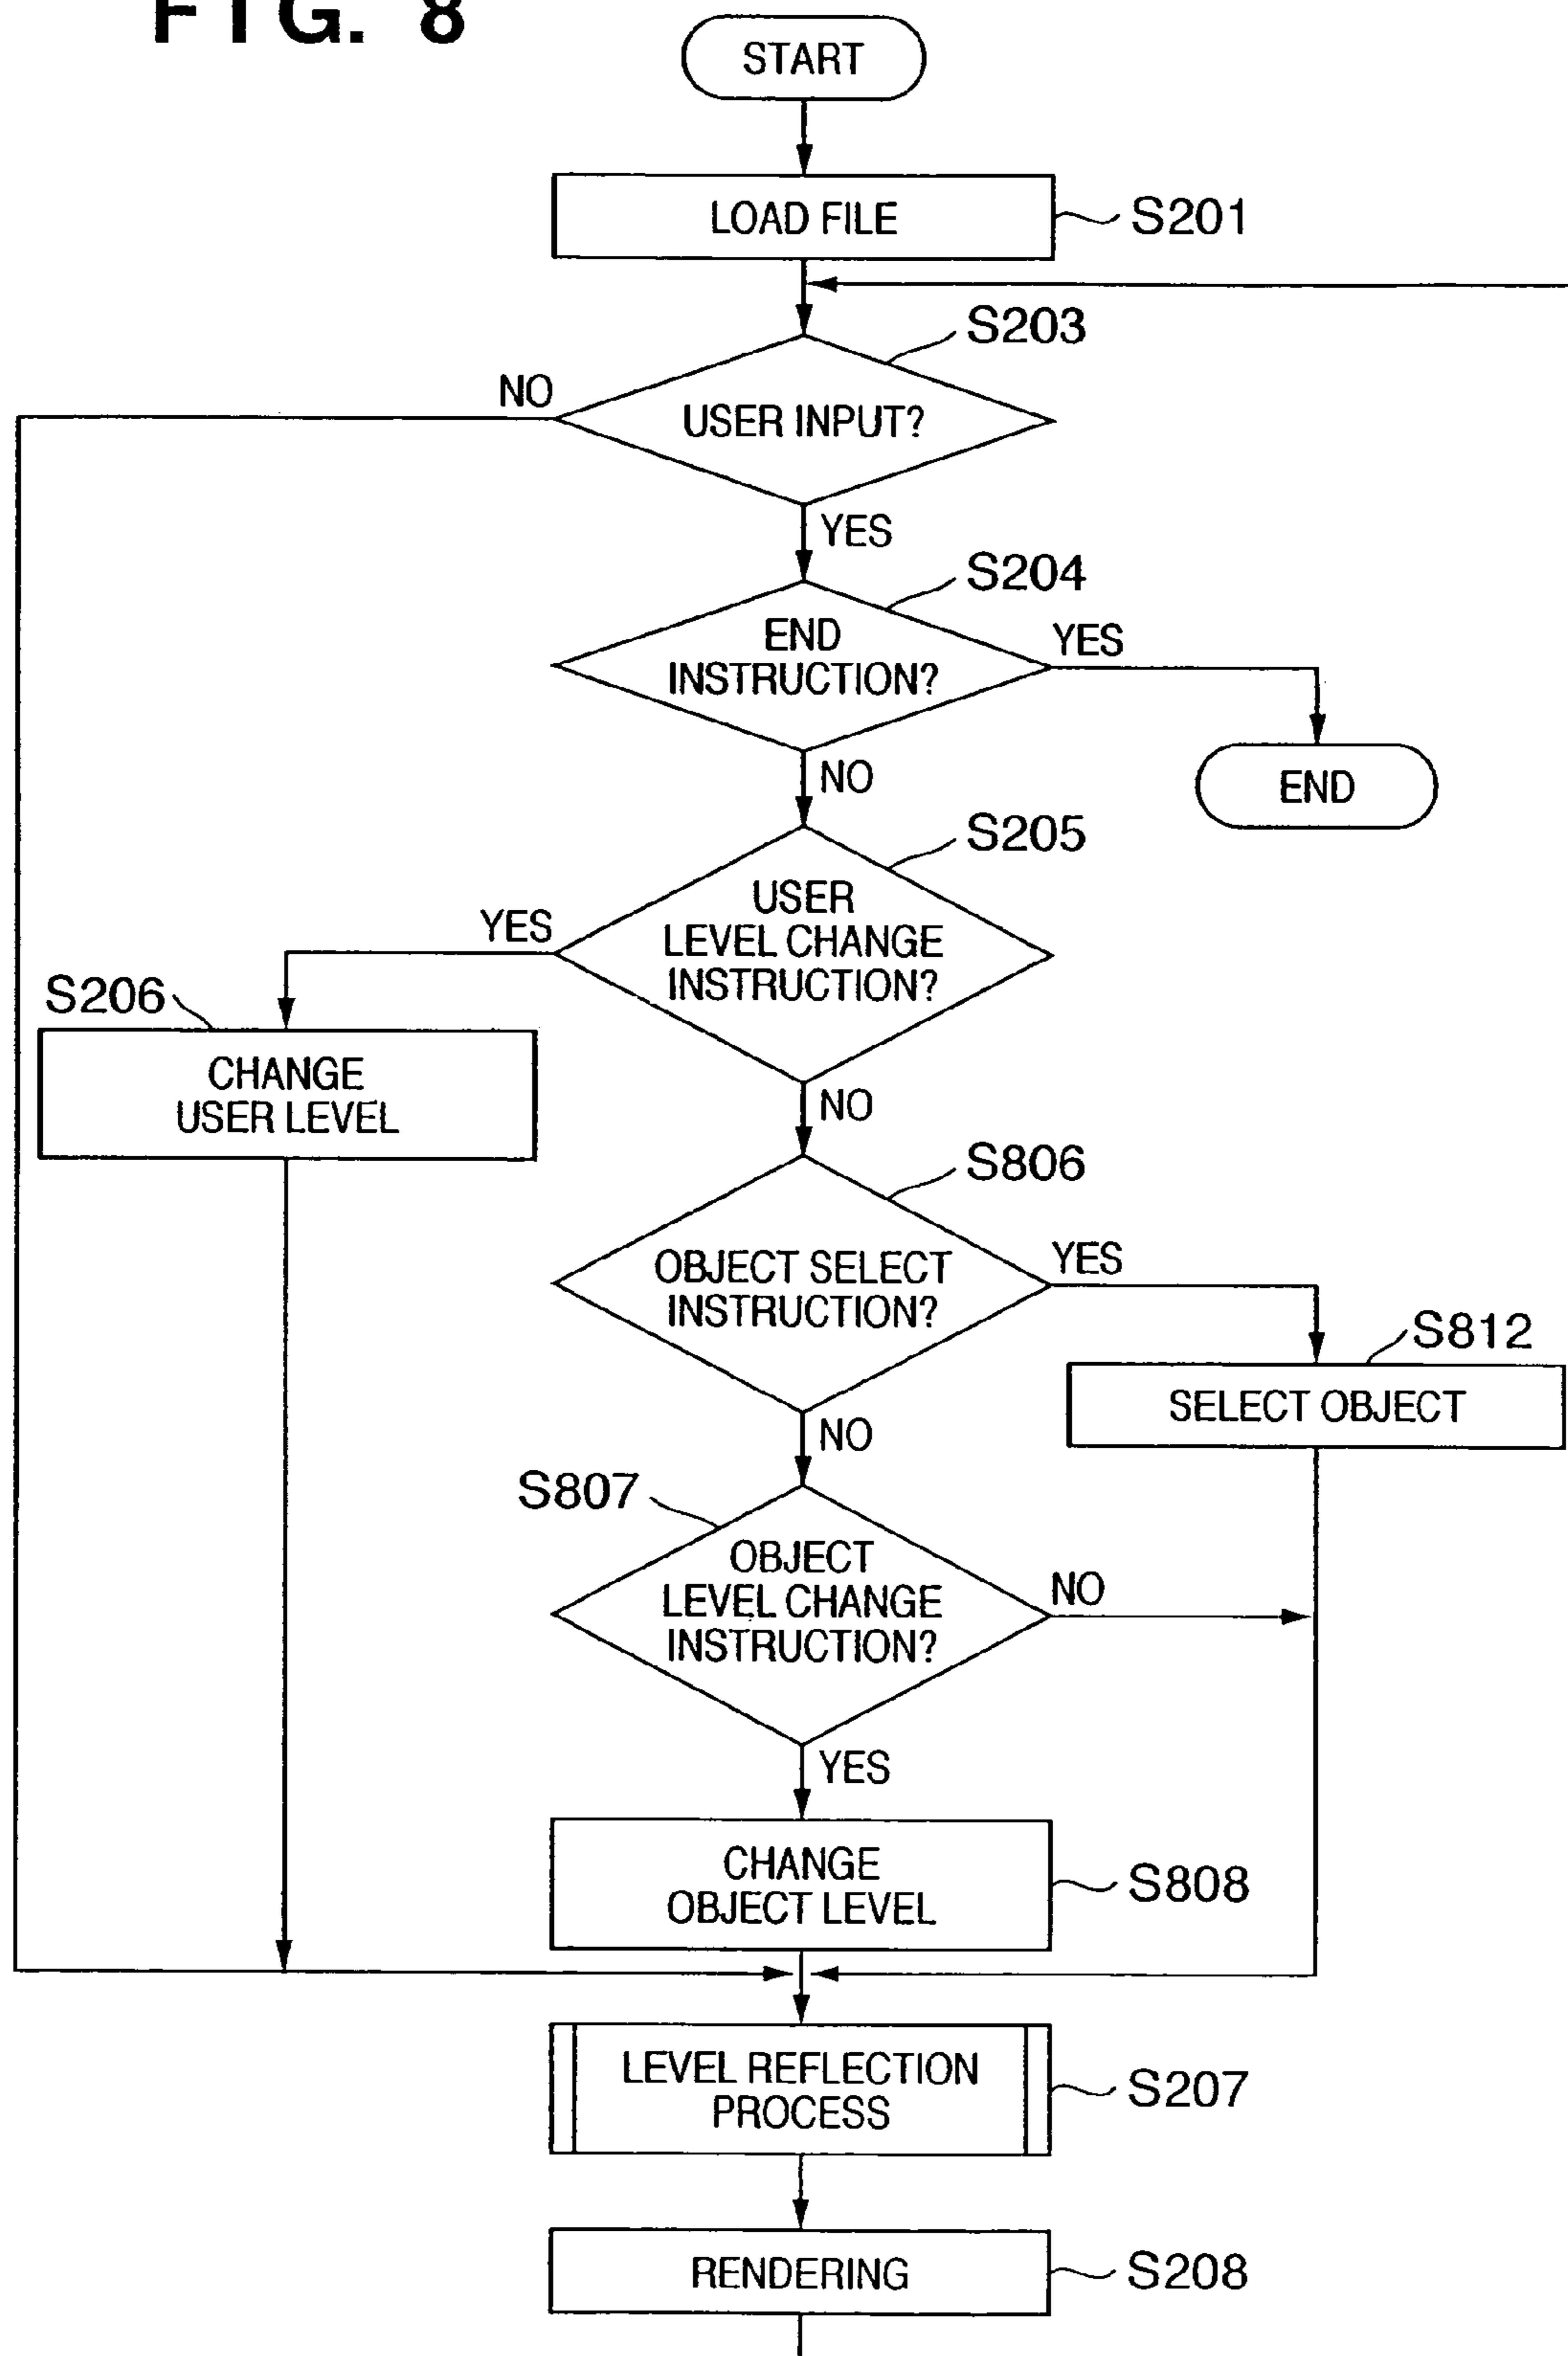 FIG. 8
START
LOAD FILE
S201
S203
NO
USER INPUT?
YES
S204
END
INSTRUCTION?
YES
NO
END
S205
USER
LEVEL CHANGE
INSTRUCTION?
YES
S206
CHANGE
USER LEVEL
NO
S806
OBJECT SELECT
INSTRUCTION?
YES
S812
SELECT OBJECT
NO
S807
OBJECT
LEVEL CHANGE
INSTRUCTION?
NO
YES
CHANGE
OBJECT LEVEL
S808
LEVEL REFLECTION
PROCESS
S207
RENDERING
S208